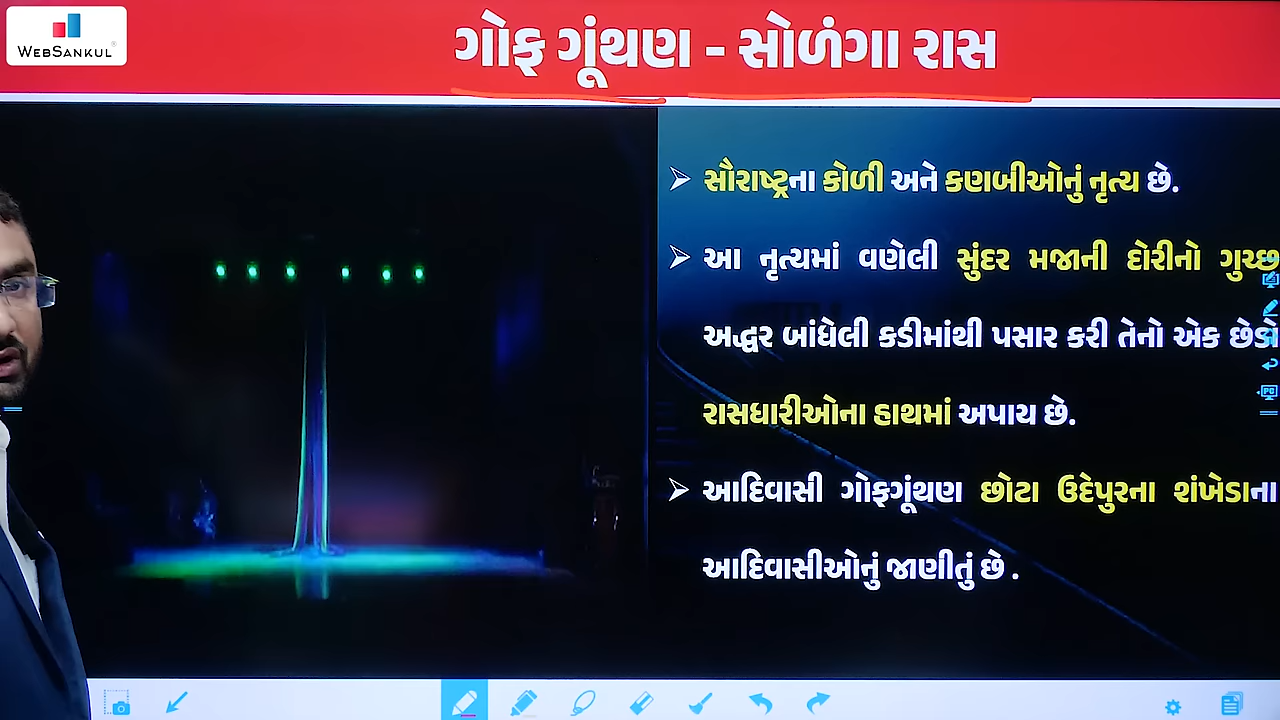 WEBSANKUL
ગોફ ગૂંથણ - સોળંગા રાસ
સૌરાષ્ટ્રના કોળી અને કણબીઓનું નૃત્ય છે.
આ નૃત્યમાં વણેલી સુંદર મજાની દોરીનો ગુચ્છ
અદ્ધર બાંધેલી કડીમાંથી પસાર કરી તેનો એક છેડો
રાસધારીઓના હાથમાં અપાય છે.
આદિવાસી ગોફગૂંથણ છોટા ઉદેપુરના શંખેડાના
આદિવાસીઓનું જાણીતું છે .